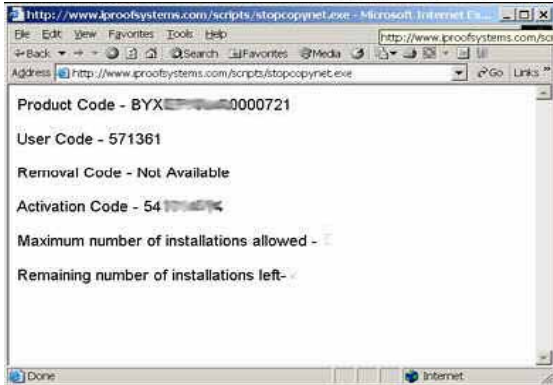 http://www.iproofsystems.com/scripts/stopcopynet.exe - Microsoft Internet Ex...
File Edit View Favorites Tools Help
http://www.iproofsystems.com/scr
Back Search Favorites Media
Address http://www.iproofsystems.com/scripts/stopcopynet.exe Go Links »
Product Code - BYX 0000721
User Code - 571361
Removal Code - Not Available
Activation Code - 54
Maximum number of installations allowed -
Remaining number of installations left-
Done Internet